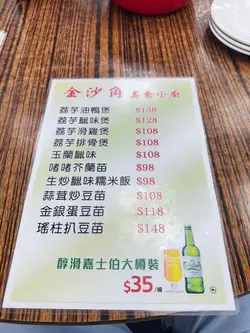 金沙角 美食小廚
荔芋油鴨煲 $138
荔芋臘味煲 $128
荔芋滑雞煲 $108
荔芋排骨煲 $108
玉蘭臘味 $108
啫啫芥蘭苗 $98
生炒臘味糯米飯 $98
蒜茸炒豆苗 $108
金銀蛋豆苗 $118
瑤柱扒豆苗 $148
醇滑嘉士伯大樽裝
$35/樽